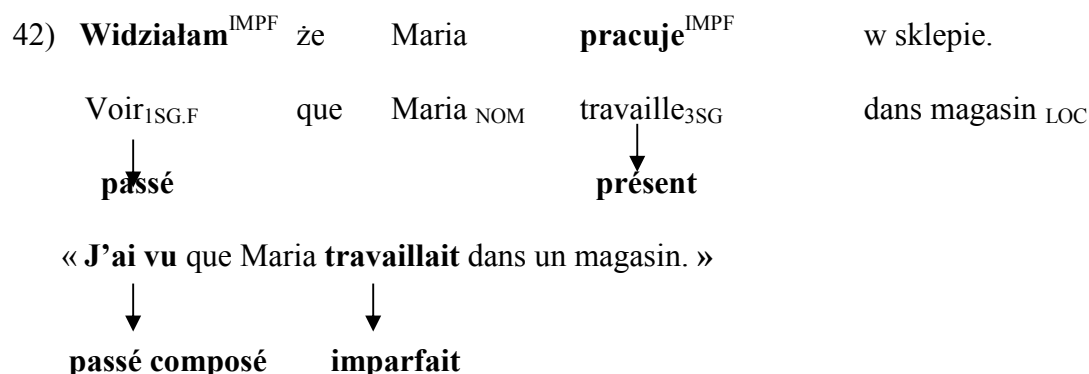 42) Widziałam^IMPF że Maria pracuje^IMPF w sklepie.
Voir1SG.F que Maria NOM travaille3SG dans magasin LOC
passé présent
« J’ai vu que Maria travaillait dans un magasin. »
passé composé imparfait